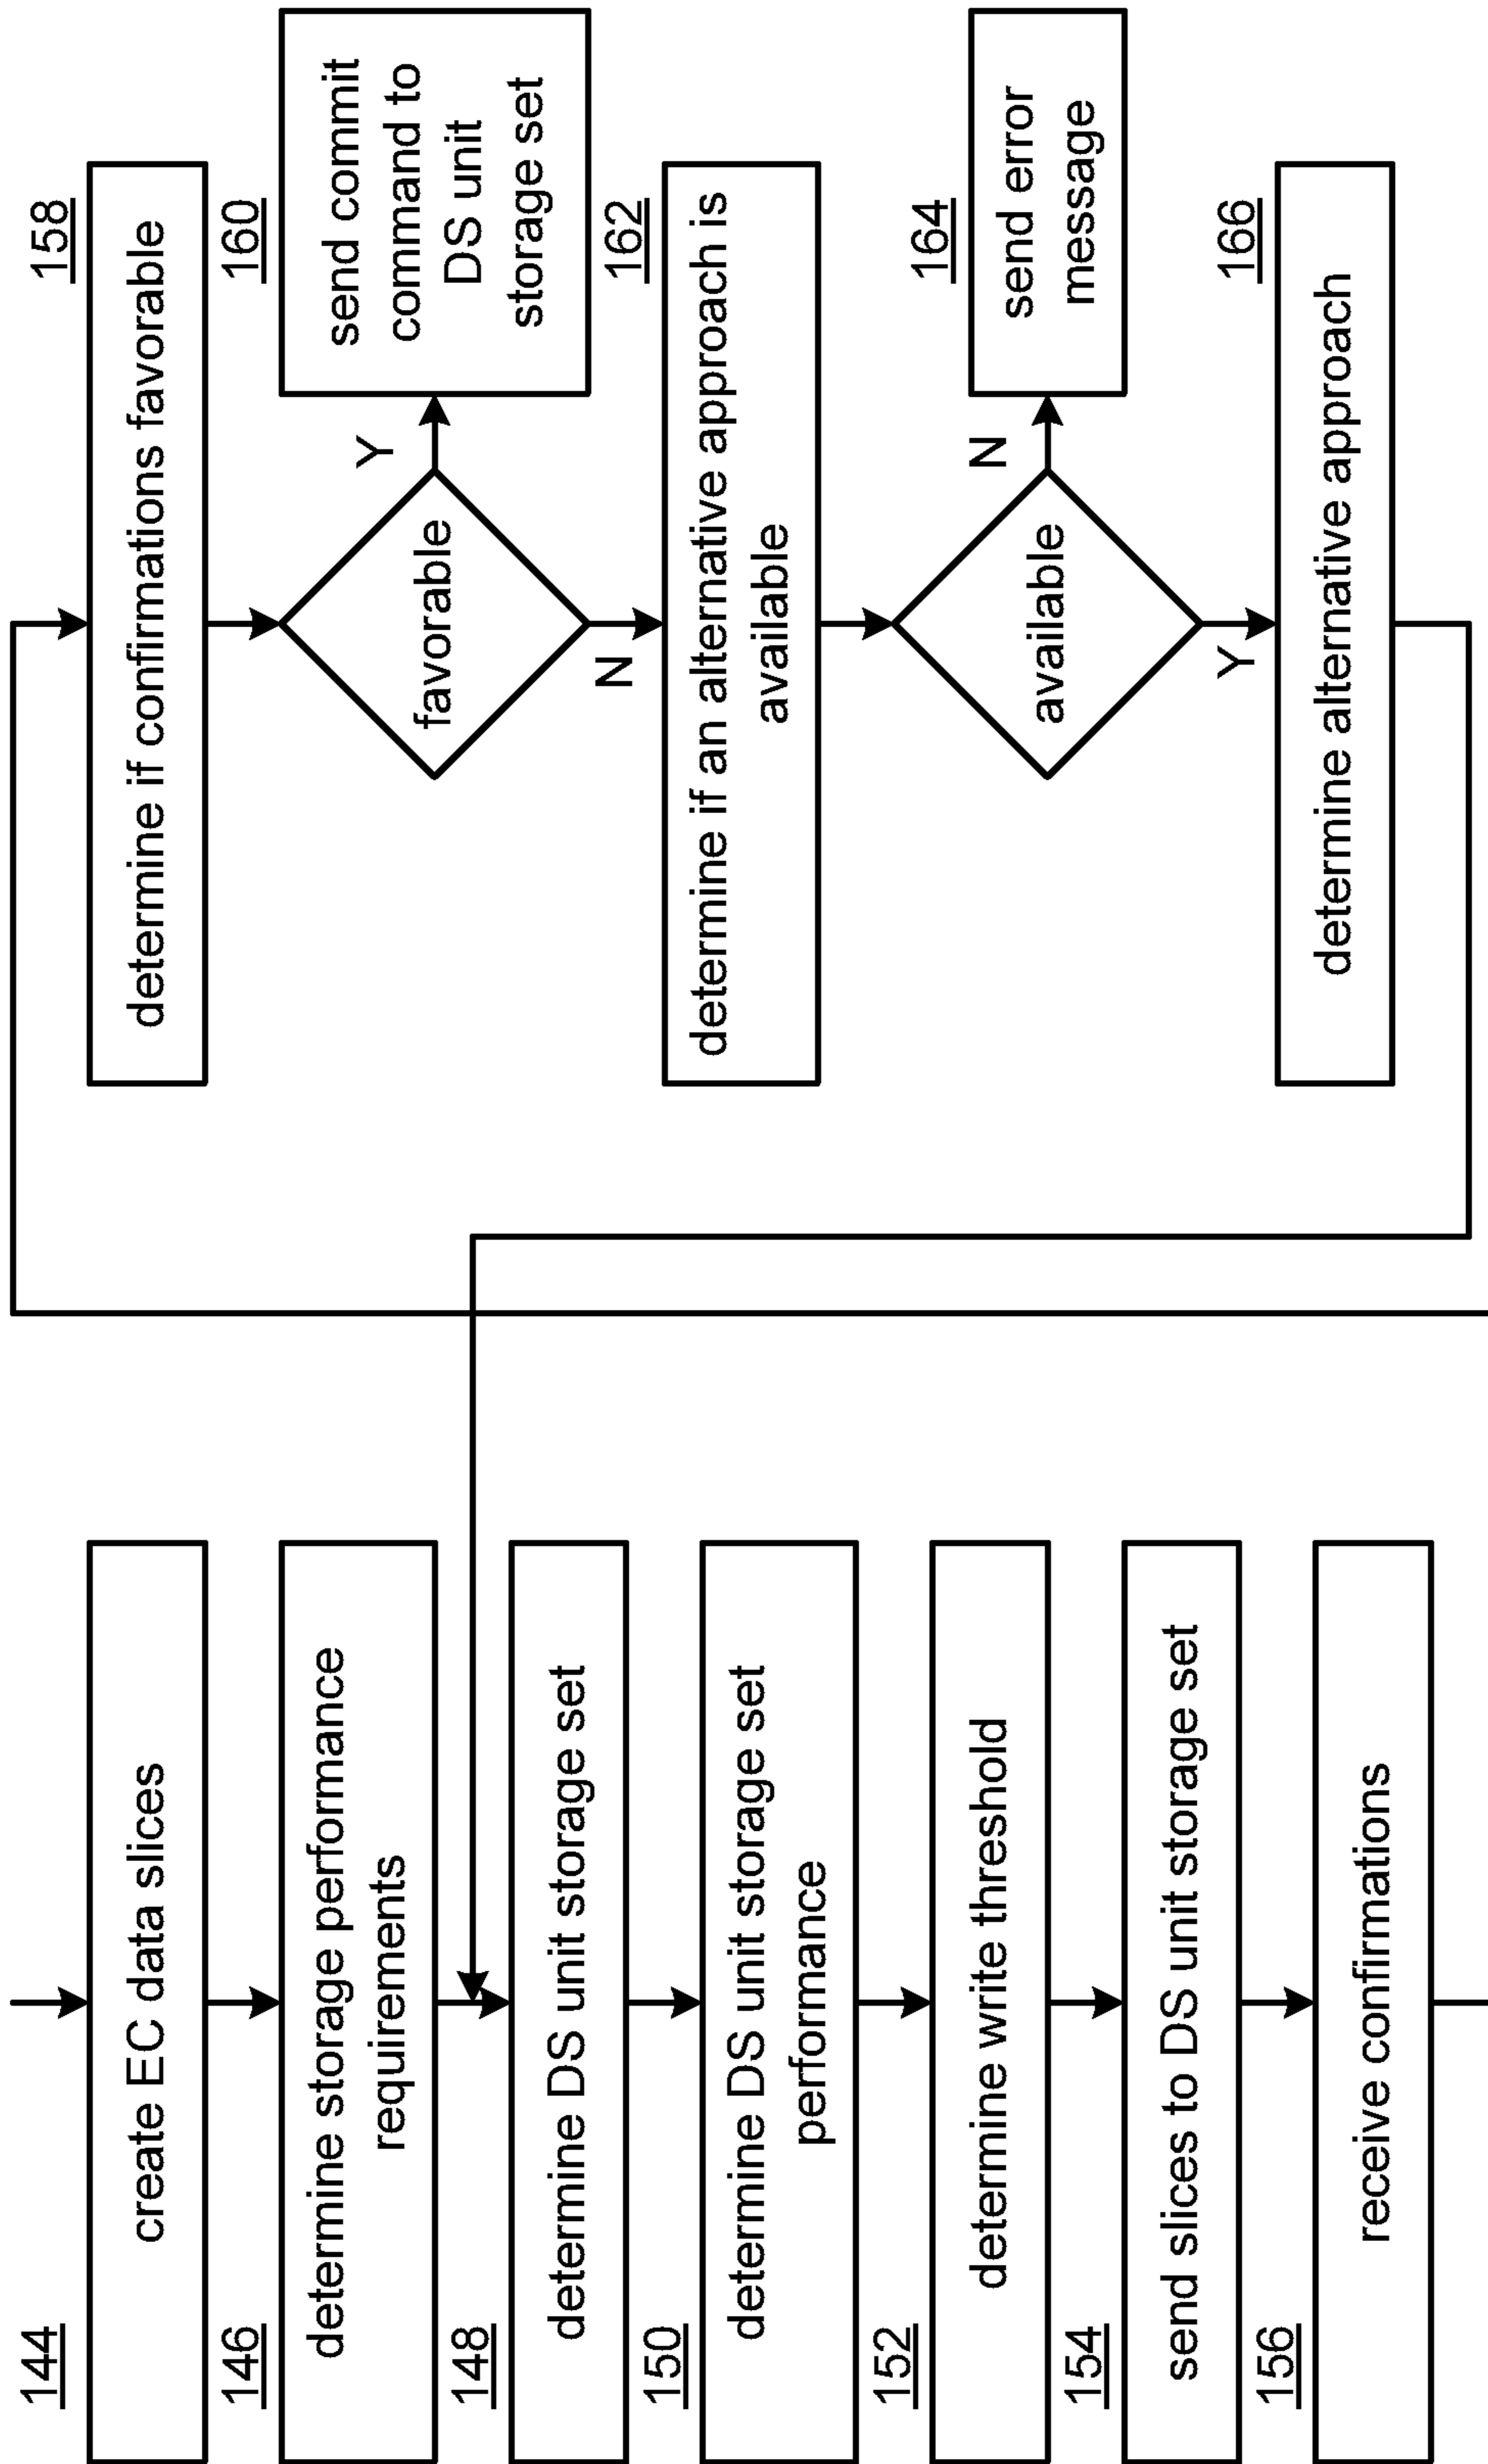 144
create EC data slices
146
determine storage performance
requirements
148
determine DS unit storage set
150
determine DS unit storage set
performance
152
determine write threshold
154
send slices to DS unit storage set
156
receive confirmations
158
determine if confirmations favorable
160
favorable
Y
send commit
command to
DS unit
storage set
N
162
determine if an alternative approach is
available
164
available
N
send error
message
Y
166
determine alternative approach